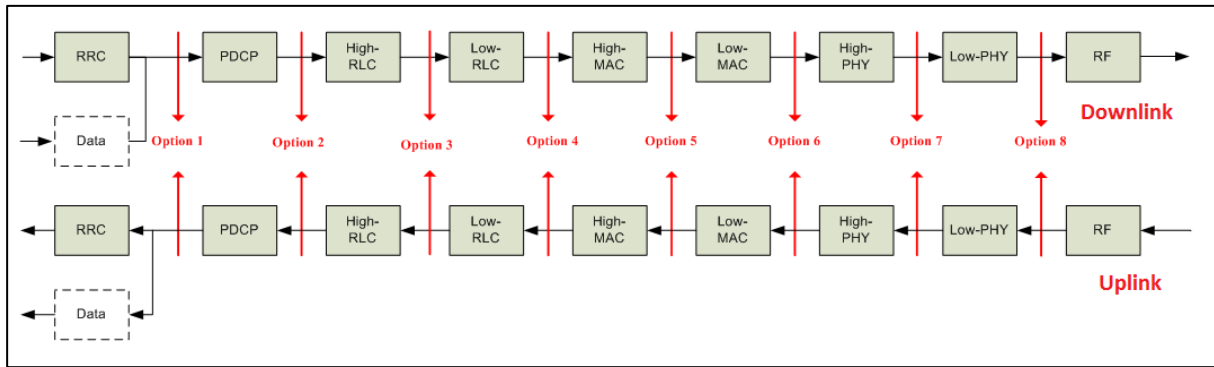 RRC
PDCP
High-
RLC
Low-
RLC
High-
MAC
Low-
MAC
High-
PHY
Low-PHY
RF
Downlink
Data
Option 1
Option 2
Option 3
Option 4
Option 5
Option 6
Option 7
Option 8
RRC
PDCP
High-
RLC
Low-
RLC
High-
MAC
Low-
MAC
High-
PHY
Low-PHY
RF
Uplink
Data